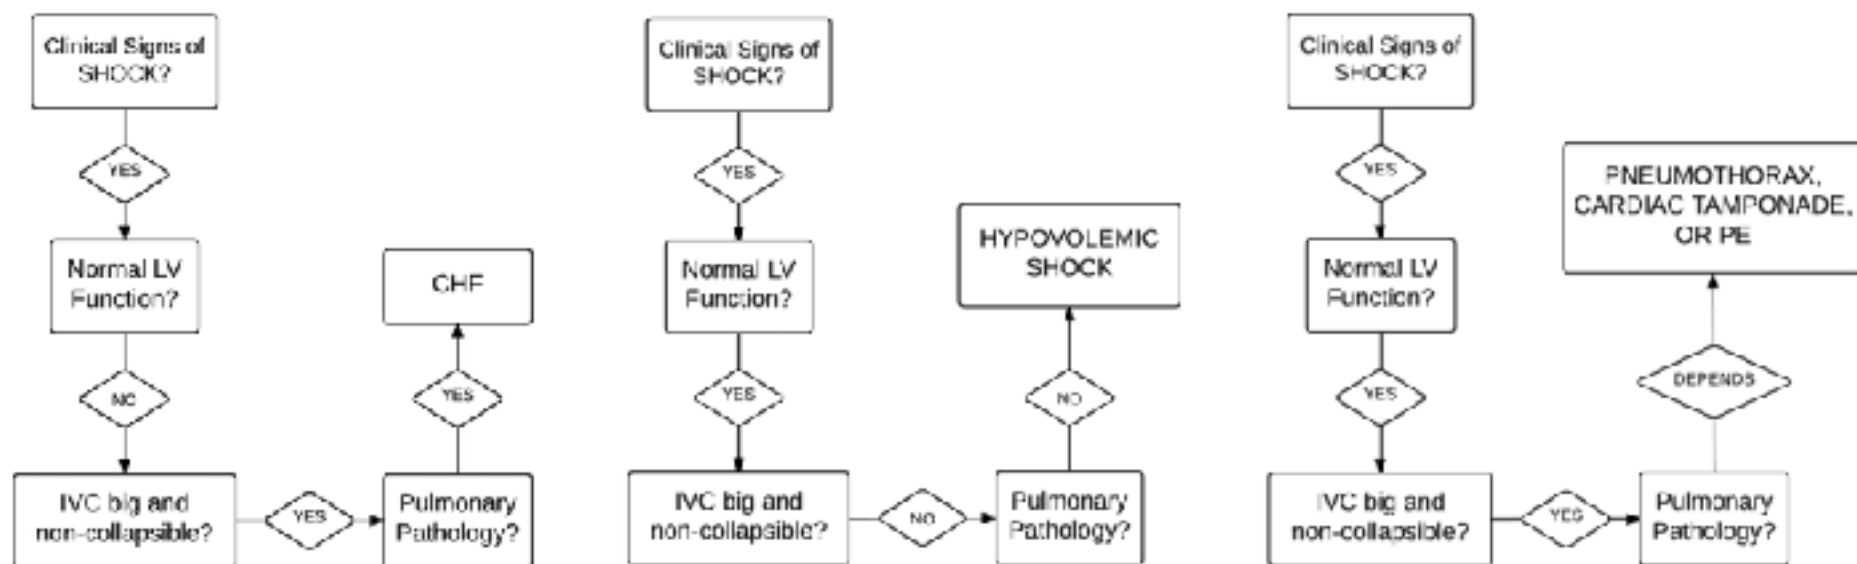 Clinical Signs of
SHOCK?
YES
Normal LV
Function?
NO
IVC big and
non-collapsible?
YES
Pulmonary
Pathology?
YES
CHF
Clinical Signs of
SHOCK?
YES
Normal LV
Function?
YES
IVC big and
non-collapsible?
NO
Pulmonary
Pathology?
NO
HYPOVOLEMIC
SHOCK
Clinical Signs of
SHOCK?
YES
Normal LV
Function?
YES
IVC big and
non-collapsible?
YES
Pulmonary
Pathology?
DEPENDS
PNEUMOTHORAX,
CARDIAC TAMPONADE,
OR PE